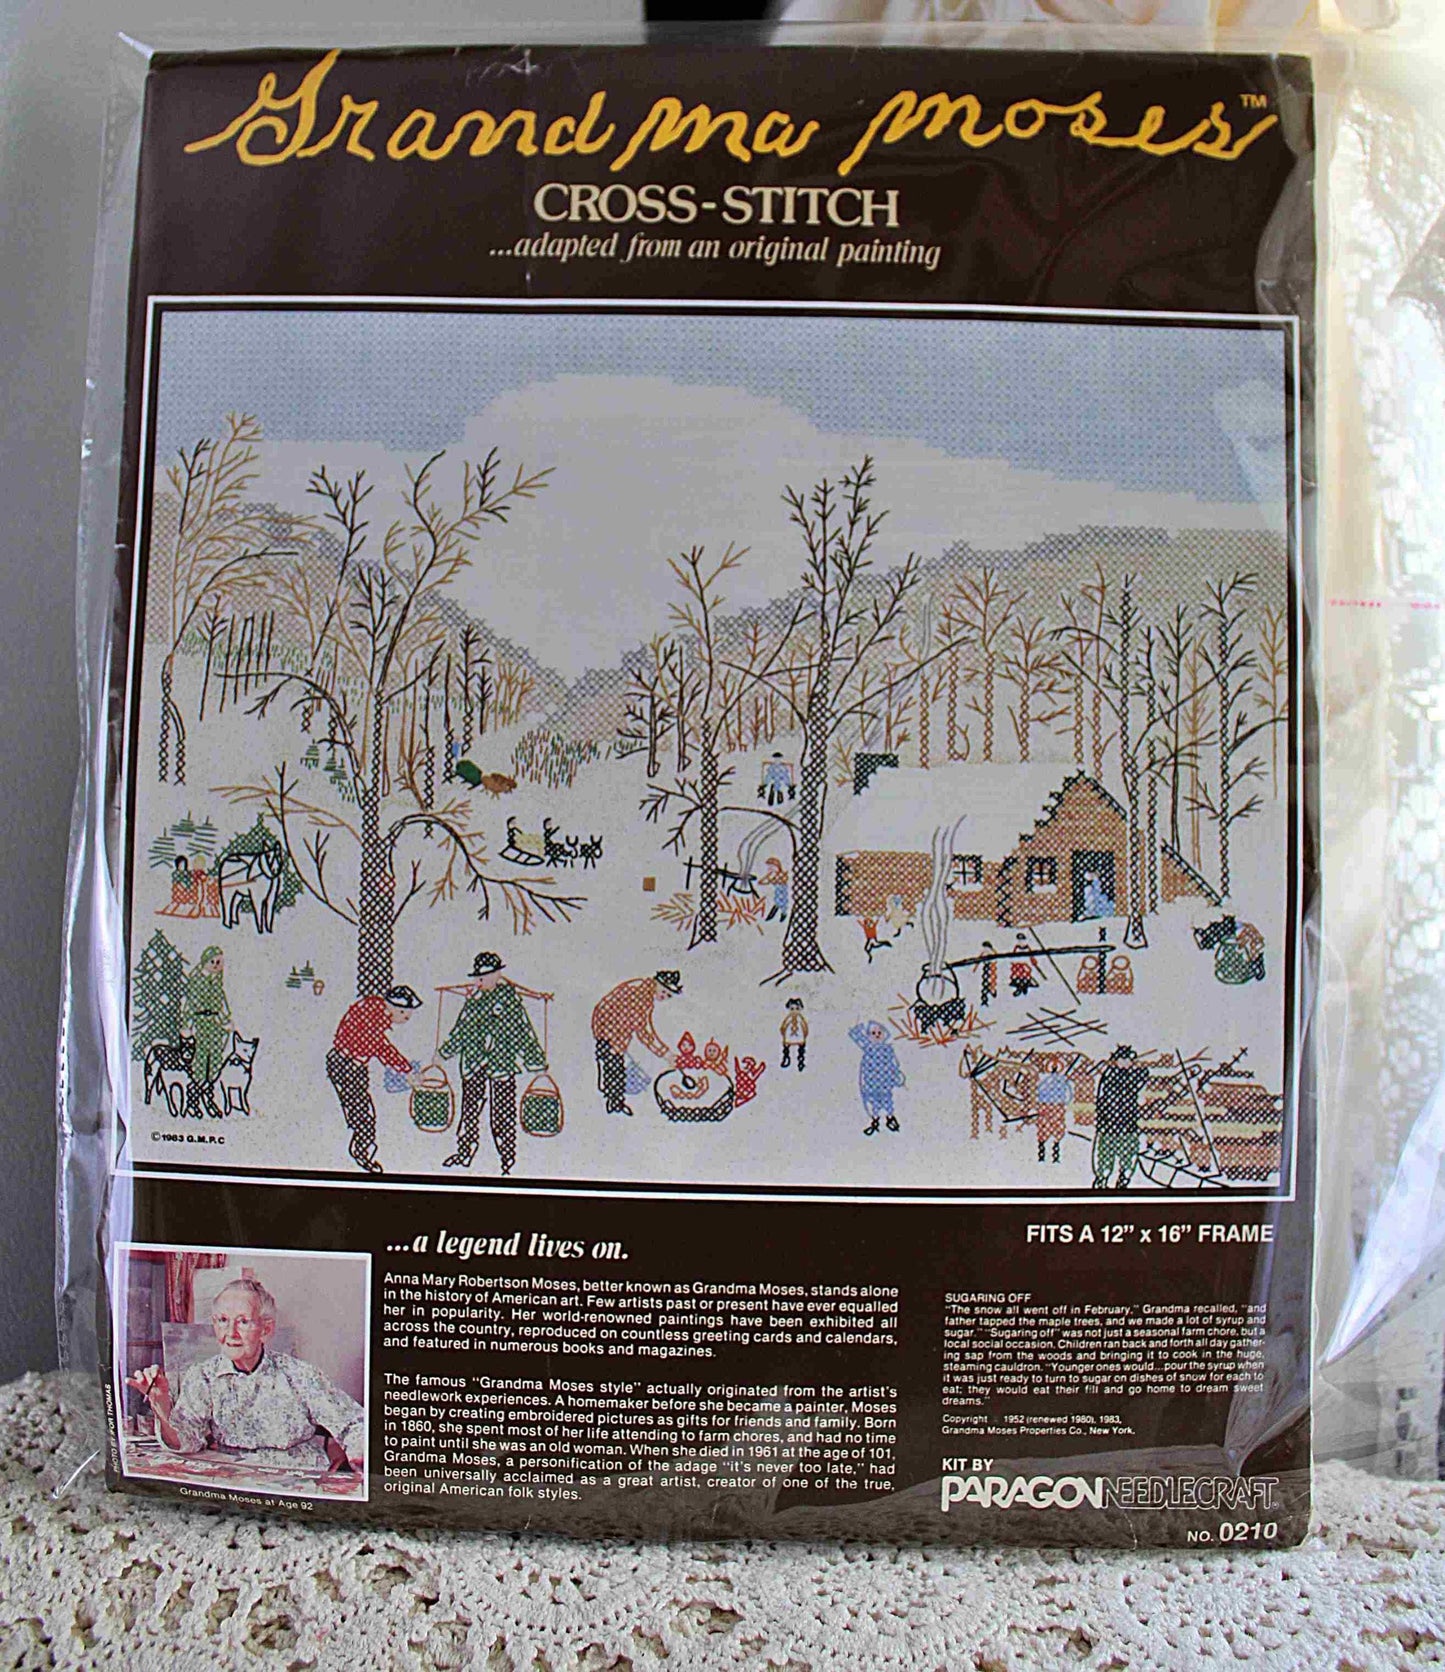 Grandma Moses™
CROSS-STITCH
...adapted from an original painting
©1983 G.M.P.C
...a legend lives on.
Anna Mary Robertson Moses, better known as Grandma Moses, stands alone
in the history of American art. Few artists past or present have ever equalled
her in popularity. Her world-renowned paintings have been exhibited all
across the country, reproduced on countless greeting cards and calendars,
and featured in numerous books and magazines.
The famous "Grandma Moses style" actually originated from the artist's
needlework experiences. A homemaker before she became a painter, Moses
began by creating embroidered pictures as gifts for friends and family. Born
in 1860, she spent most of her life attending to farm chores, and had no time
to paint until she was an old woman. When she died in 1961 at the age of 101,
Grandma Moses, a personification of the adage "it's never too late," had
been universally acclaimed as a great artist, creator of one of the true,
original American folk styles.
PHOTO BY IFOR THOMAS
Grandma Moses at Age 92
FITS A 12" x 16" FRAME
SUGARING OFF
"The snow all went off in February," Grandma recalled, "and
father tapped the maple trees, and we made a lot of syrup and
sugar." "Sugaring off" was not just a seasonal farm chore, but a
local social occasion. Children ran back and forth all day gather-
ing sap from the woods and bringing it to cook in the huge,
steaming cauldron. "Younger ones would...pour the syrup when
it was just ready to turn to sugar on dishes of snow for each to
eat; they would eat their fill and go home to dream sweet
dreams."
Copyright 1952 (renewed 1980), 1983,
Grandma Moses Properties Co., New York.
KIT BY
PARAGON NEEDLECRAFT
NO. 0210